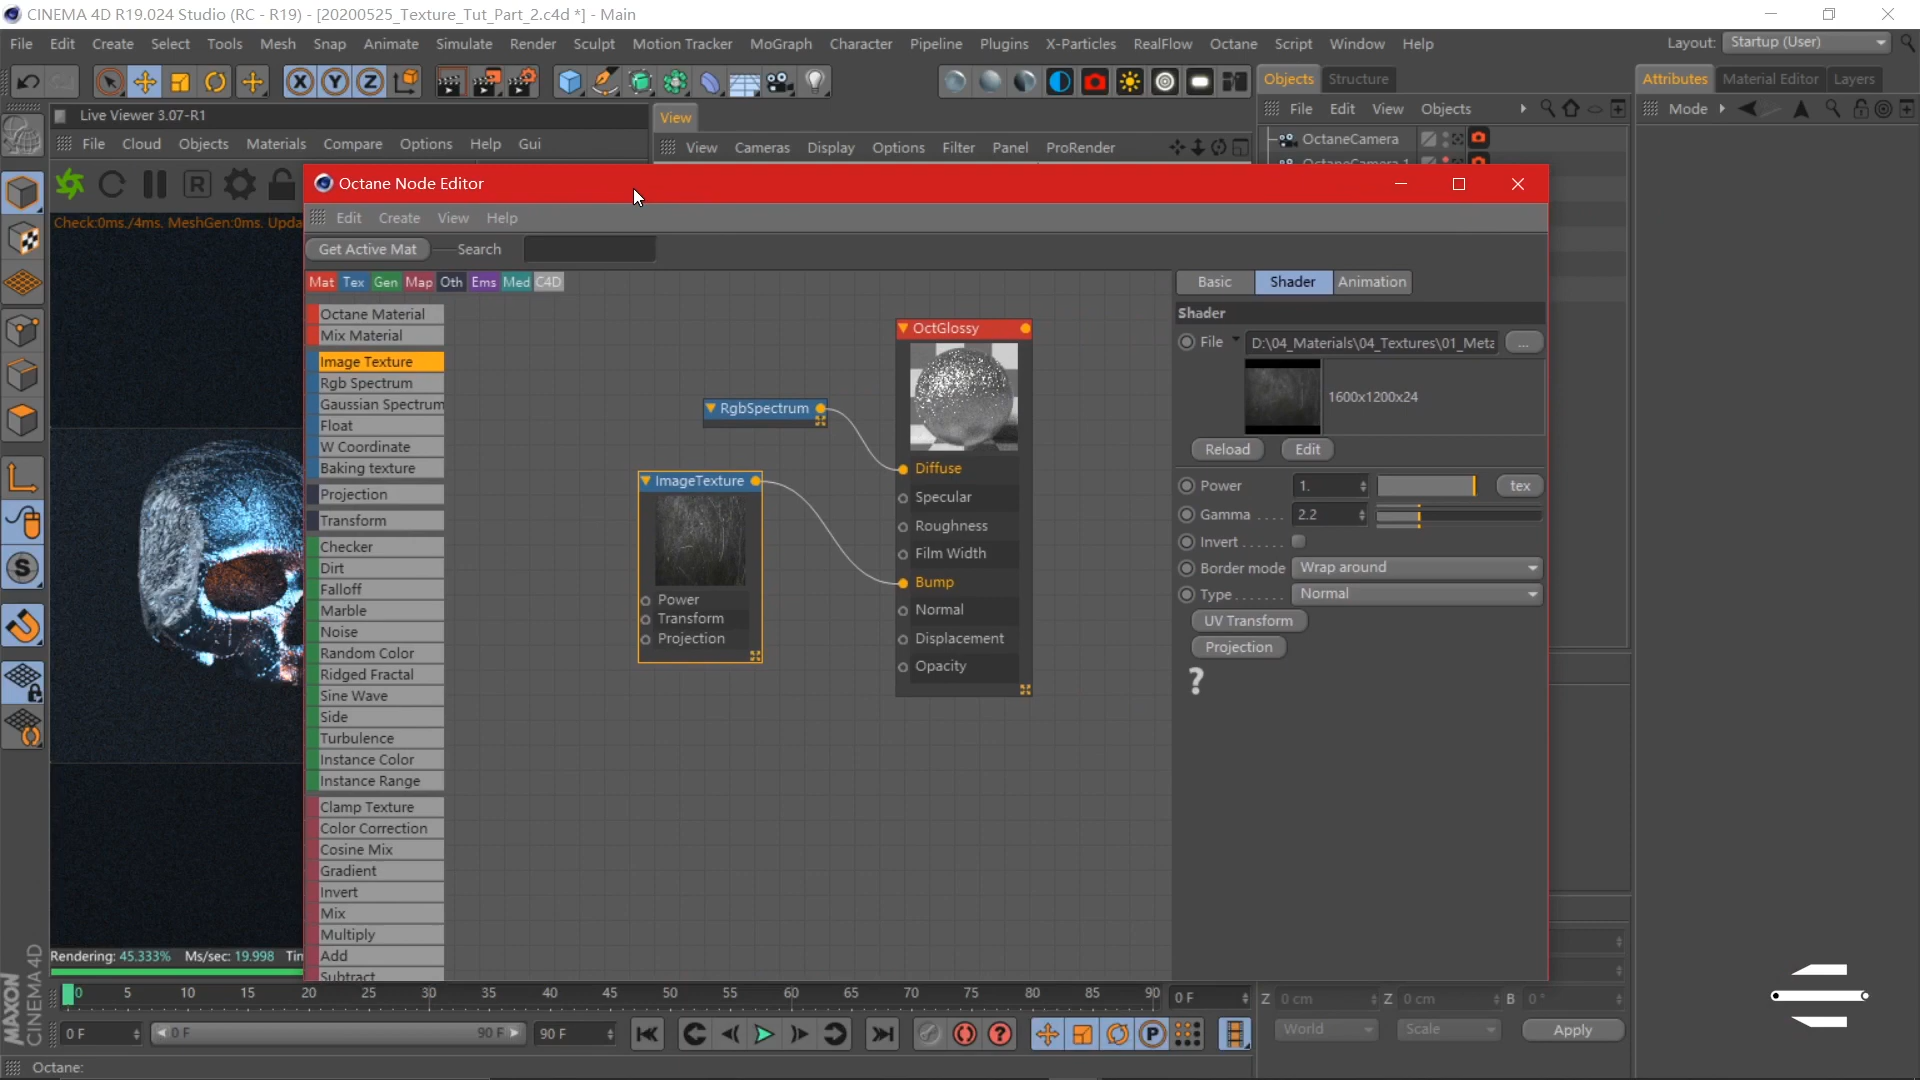 CINEMA 4D R19.024 Studio (RC - R19) - [20200525_Texture_Tut_Part_2.c4d *] - Main
File Edit Create Select Tools Mesh Snap Animate Simulate Render Sculpt Motion Tracker MoGraph Character Pipeline Plugins X-Particles RealFlow Octane Script Window Help Layout: Startup (User)
Objects Structure Attributes Material Editor Layers
Live Viewer 3.07-R1 View File Edit View Objects Mode
File Cloud Objects Materials Compare Options Help Gui View Cameras Display Options Filter Panel ProRender OctaneCamera
Octane Node Editor
Edit Create View Help
Check:0ms./4ms. MeshGen:0ms.
Get Active Mat Search
Mat Tex Gen Map Oth Ems Med C4D
Octane Material
Mix Material
Image Texture
Rgb Spectrum
Gaussian Spectrum
Float
W Coordinate
Baking texture
Projection
Transform
Checker
Dirt
Falloff
Marble
Noise
Random Color
Ridged Fractal
Sine Wave
Side
Turbulence
Instance Color
Instance Range
Clamp Texture
Color Correction
Cosine Mix
Gradient
Invert
Mix
Multiply
Add
Subtract
RgbSpectrum
ImageTexture
Power
Transform
Projection
OctGlossy
Diffuse
Specular
Roughness
Film Width
Bump
Normal
Displacement
Opacity
Basic Shader Animation
Shader
File D:\04_Materials\04_Textures\01_Meta ...
1600x1200x24
Reload Edit
Power 1. tex
Gamma .... 2.2
Invert......
Border mode Wrap around
Type....... Normal
UV Transform
Projection
?
Rendering: 45.333% Ms/sec: 19.998
0 5 10 15 20 25 30 35 40 45 50 55 60 65 70 75 80 85 90 0 F Z 0 cm Z 0 cm B 0 °
0 F 0 F 90 F 90 F World Scale Apply
Octane:
MAXON
CINEMA 4D